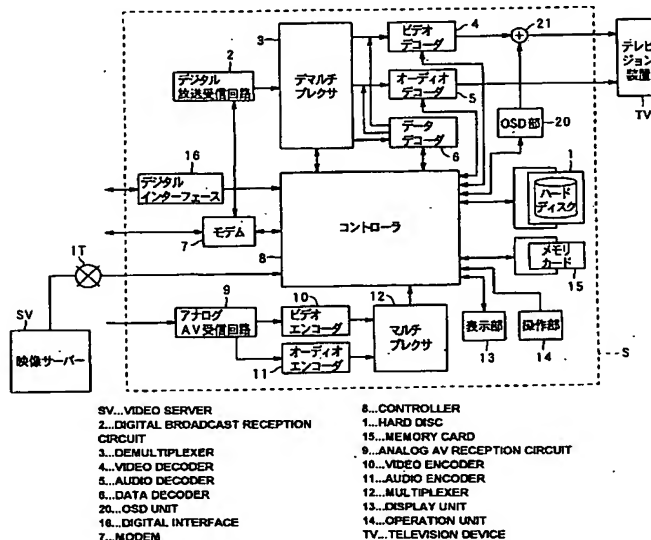 3
4
21
ビデオ
デコーダ
2
デマルチ
プレクサ
デジタル
放送受信回路
オーディオ
デコーダ
5
テレビ
ジョン
装置
TV
OSD部
20
データ
デコーダ
6
16
デジタル
インターフェース
1
ハード
ディスク
7
モデム
コントローラ
8
メモリ
カード
15
IT
SV
映像サーバー
9
アナログ
AV受信回路
10
ビデオ
エンコーダ
12
マルチ
プレクサ
11
オーディオ
エンコーダ
表示部
13
操作部
14
S
SV...VIDEO SERVER
2...DIGITAL BROADCAST RECEPTION
CIRCUIT
3...DEMULTIPLEXER
4...VIDEO DECODER
5...AUDIO DECODER
6...DATA DECODER
20...OSD UNIT
16...DIGITAL INTERFACE
7...MODEM
8...CONTROLLER
1...HARD DISC
15...MEMORY CARD
9...ANALOG AV RECEPTION CIRCUIT
10...VIDEO ENCODER
11...AUDIO ENCODER
12...MULTIPLEXER
13...DISPLAY UNIT
14...OPERATION UNIT
TV...TELEVISION DEVICE